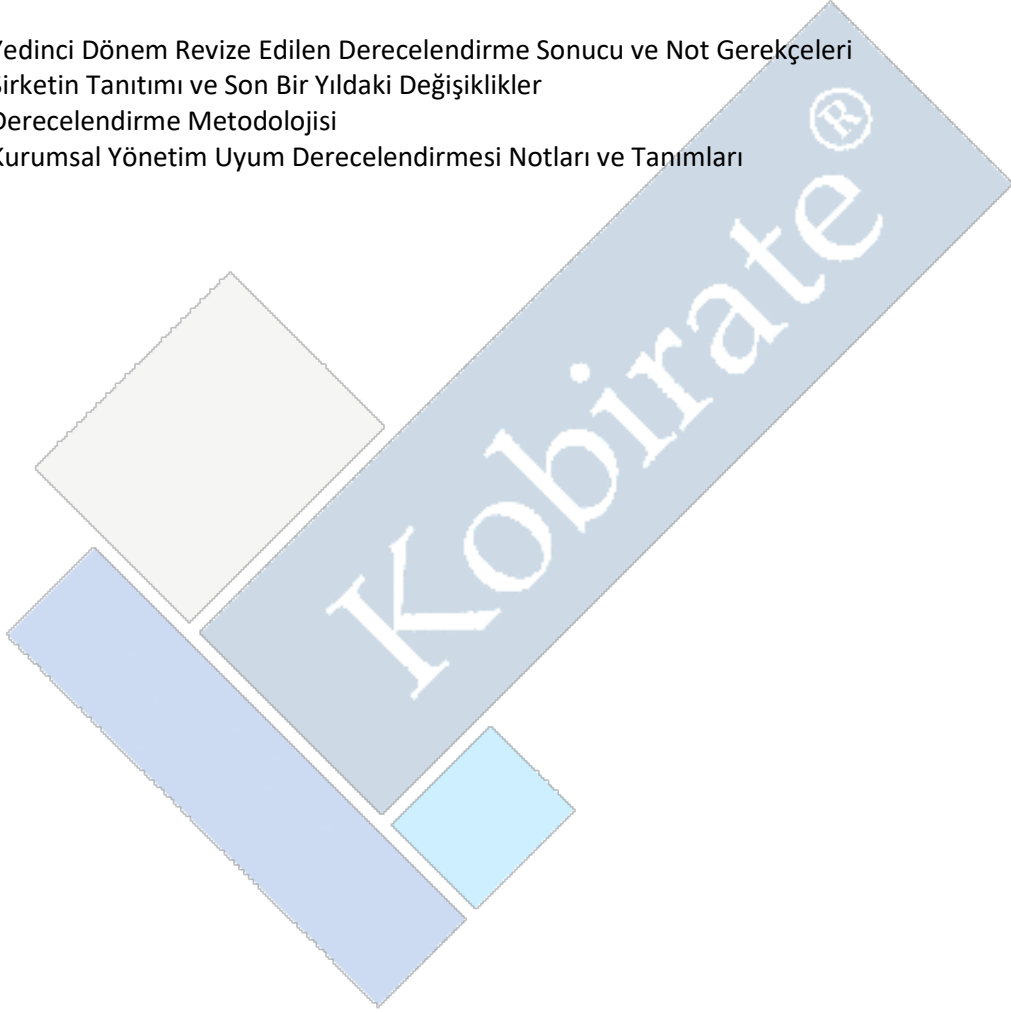 Yedinci Dönem Revize Edilen Derecelendirme Sonucu ve Not Gerekçeleri
Şirketin Tanıtımı ve Son Bir Yıldaki Değişiklikler
Derecelendirme Metodolojisi
Kurumsal Yönetim Uyum Derecelendirmesi Notları ve Tanımları
Kobirate ®